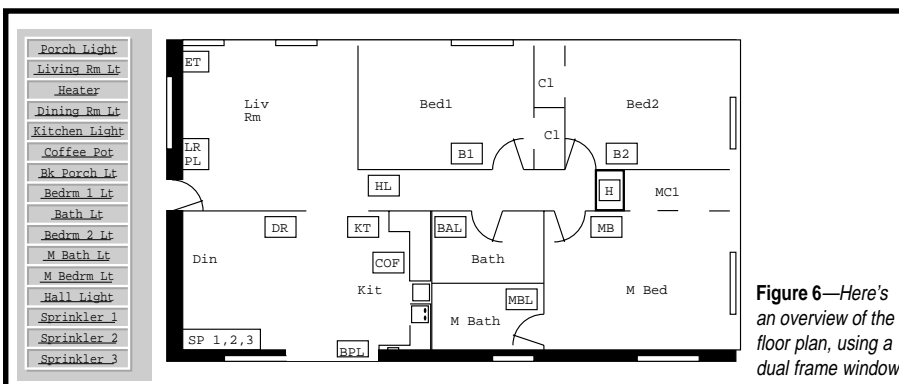 Porch Light
Living Rm Lt
Heater
Dining Rm Lt
Kitchen Light
Coffee Pot
Bk Porch Lt
Bedrm 1 Lt
Bath Lt
Bedrm 2 Lt
M Bath Lt
M Bedrm Lt
Hall Light
Sprinkler 1
Sprinkler 2
Sprinkler 3
ET
Liv
Rm
Bed1
Cl
Bed2
Cl
LR
PL
B1
B2
HL
H
MC1
DR
KT
BAL
MB
Din
COF
Bath
Kit
MBL
M Bed
M Bath
SP 1,2,3
BPL
Figure 6—Here's
an overview of the
floor plan, using a
dual frame window